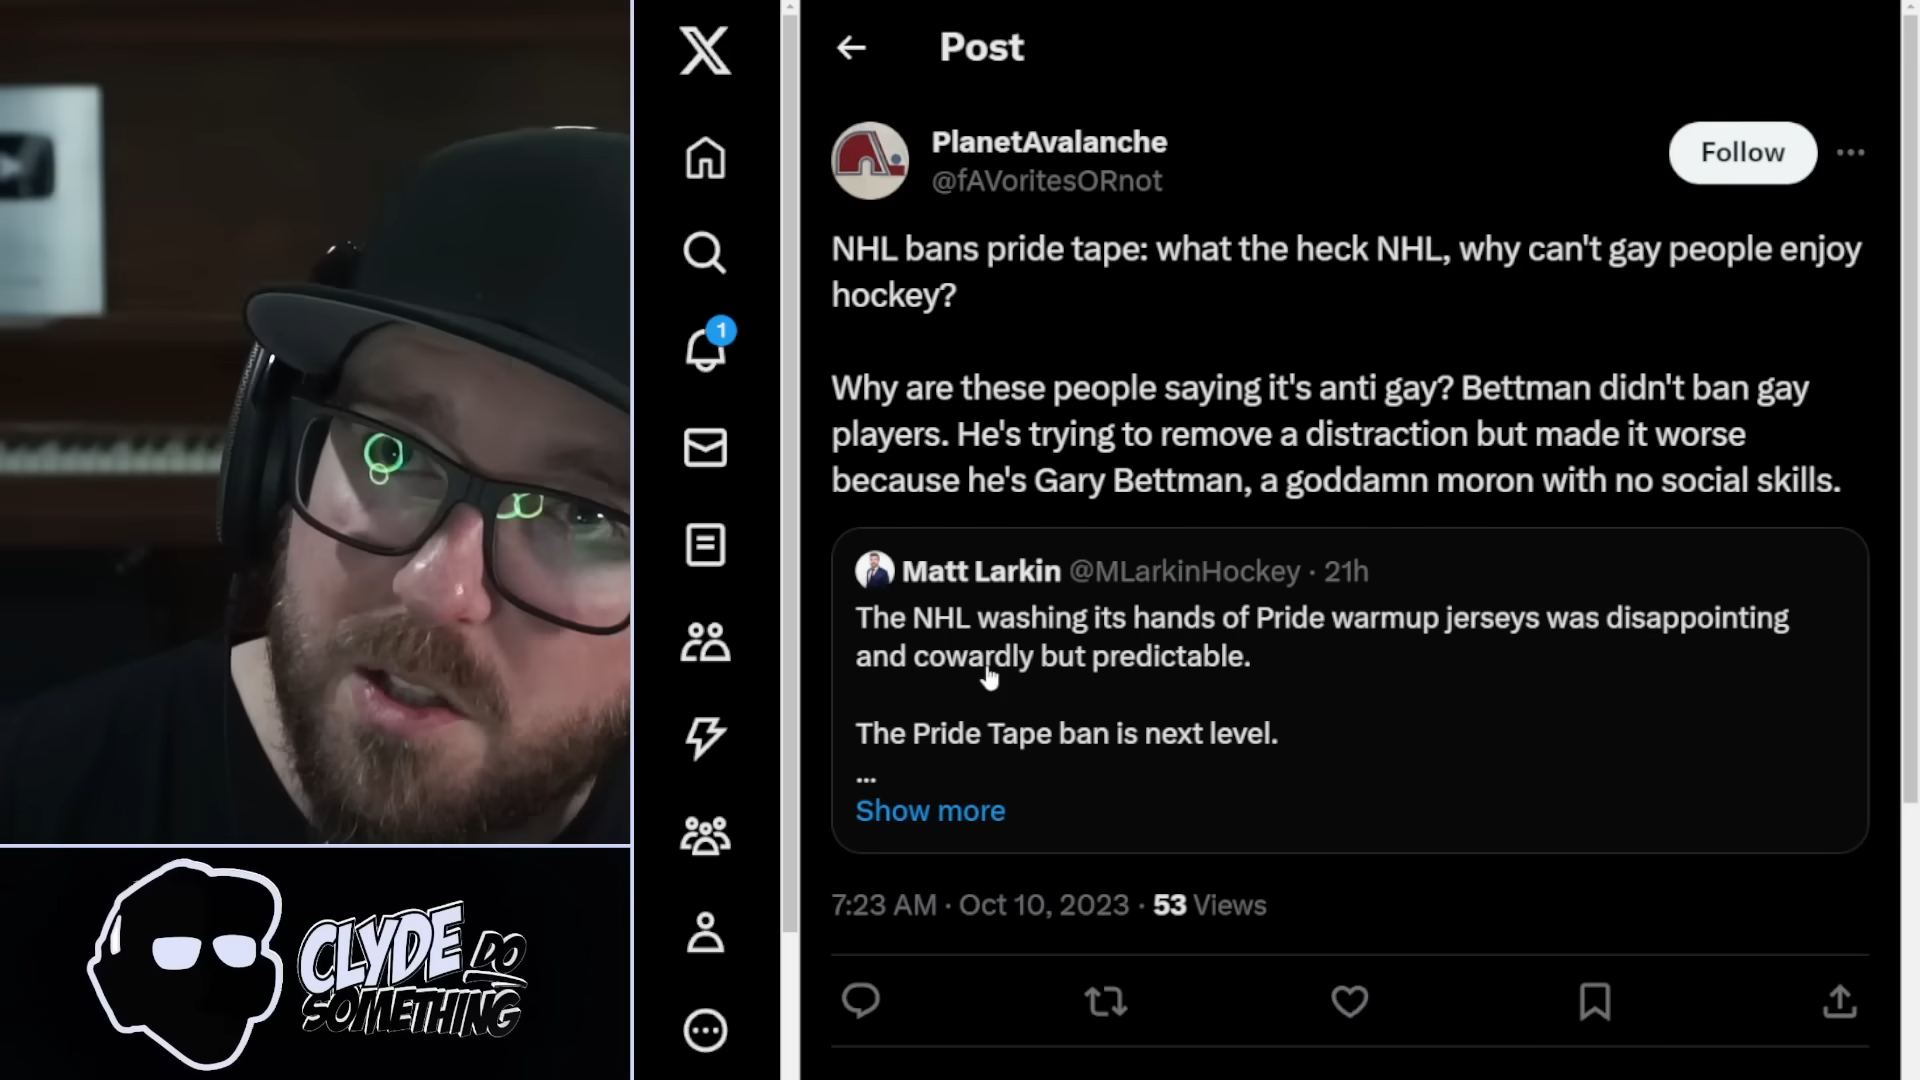 Post
PlanetAvalanche
@fAVoritesORnot
Follow
NHL bans pride tape: what the heck NHL, why can't gay people enjoy
hockey?
Why are these people saying it's anti gay? Bettman didn't ban gay
players. He's trying to remove a distraction but made it worse
because he's Gary Bettman, a goddamn moron with no social skills.
Matt Larkin @MLarkinHockey · 21h
The NHL washing its hands of Pride warmup jerseys was disappointing
and cowardly but predictable.
The Pride Tape ban is next level.
...
Show more
7:23 AM · Oct 10, 2023 · 53 Views
1
CLYDE DO
SOMETHING